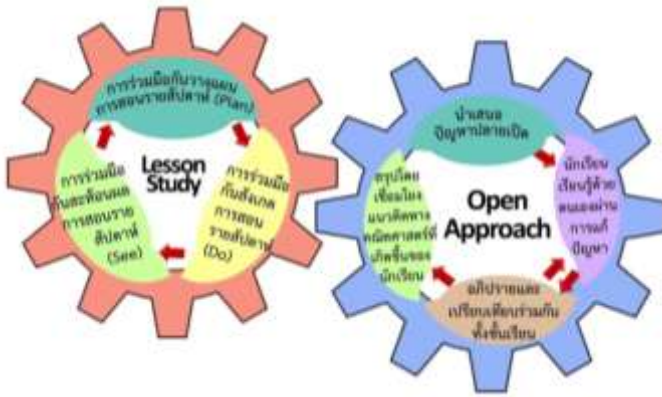 การร่วมมือกันวางแผน
การสอนรายสัปดาห์ (Plan)
Lesson
Study
การร่วมมือ
กันสังเกต
การสอน
รายสัปดาห์
(Do)
การร่วมมือ
กันสะท้อนผล
การสอนราย
สัปดาห์
(See)
นำเสนอ
ปัญหาปลายเปิด
Open
Approach
นักเรียน
เรียนรู้ด้วย
ตนเองผ่าน
การแก้
ปัญหา
อภิปรายและ
เปรียบเทียบร่วมกัน
ทั้งชั้นเรียน
สรุปโดย
เชื่อมโยง
แนวคิดทาง
คณิตศาสตร์ที่
เกิดขึ้นของ
นักเรียน